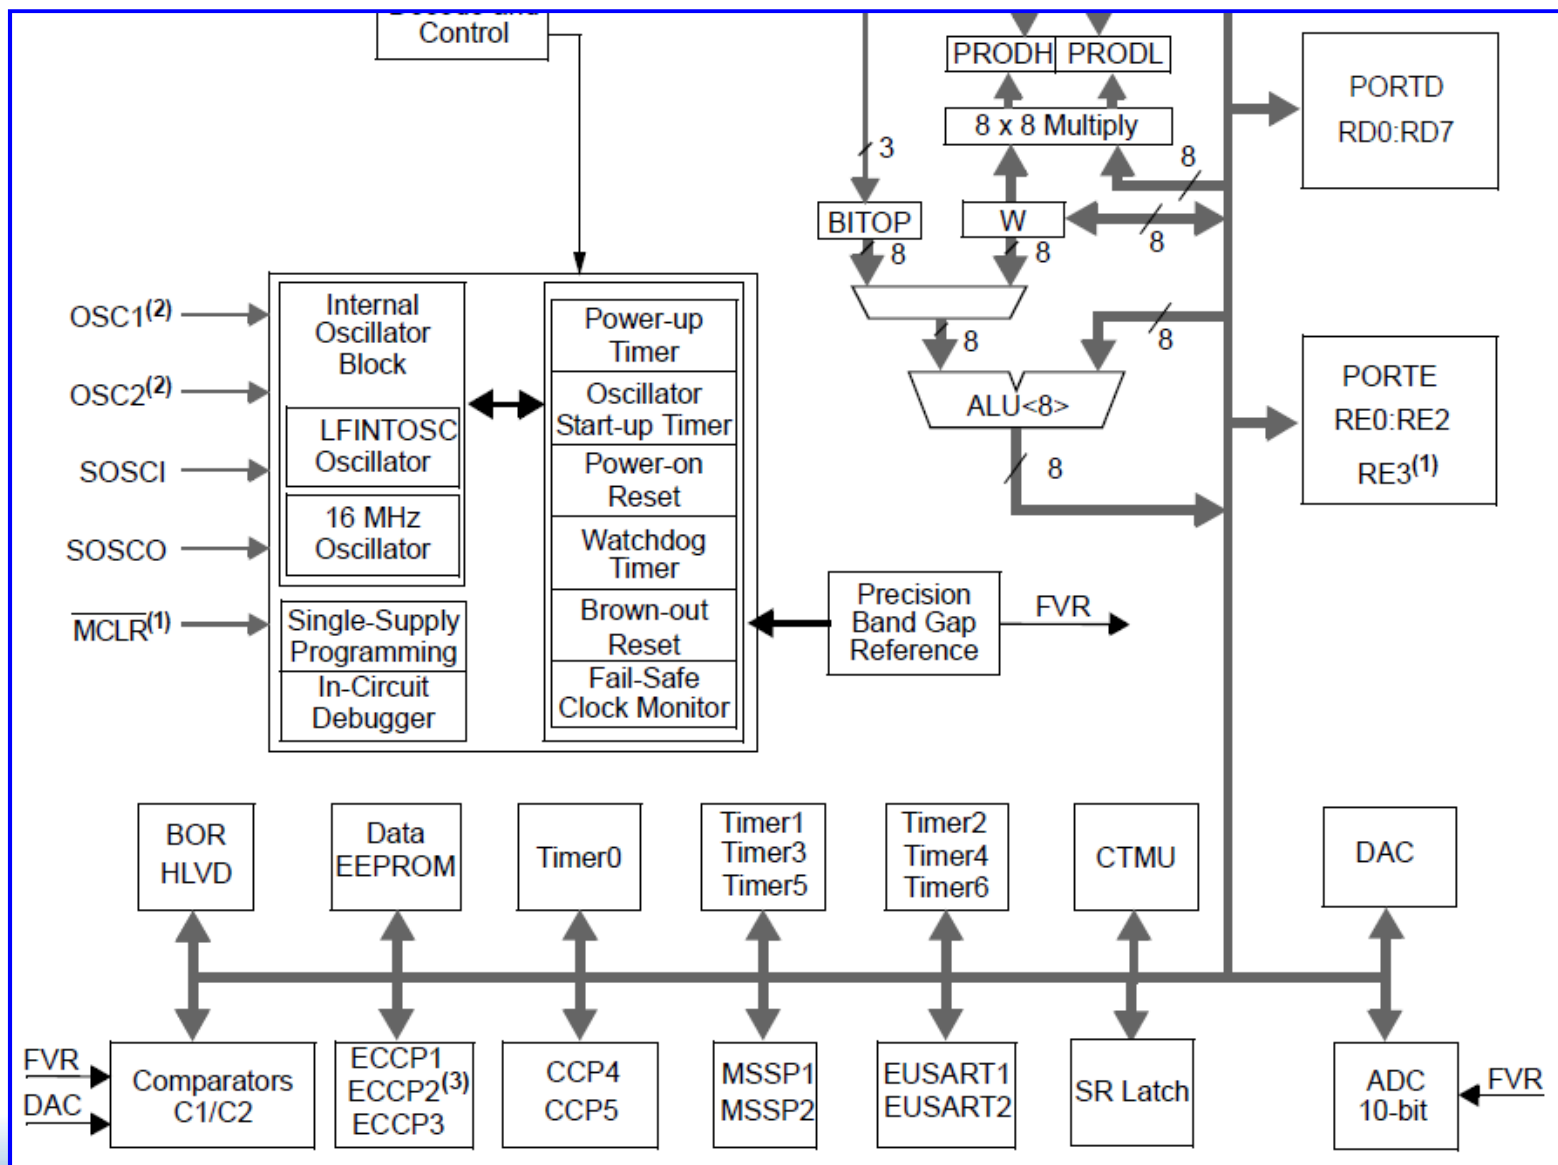 Decode and
Control
PRODH
PRODL
PORTD
RD0:RD7
8 x 8 Multiply
3
8
BITOP
W
8
8
8
OSC1(2)
OSC2(2)
SOSCI
SOSCO
MCLR(1)
Internal
Oscillator
Block
LFINTOSC
Oscillator
16 MHz
Oscillator
Single-Supply
Programming
In-Circuit
Debugger
Power-up
Timer
Oscillator
Start-up Timer
Power-on
Reset
Watchdog
Timer
Brown-out
Reset
Fail-Safe
Clock Monitor
8
8
ALU<8>
8
PORTE
RE0:RE2
RE3(1)
Precision
Band Gap
Reference
FVR
BOR
HLVD
Data
EEPROM
Timer0
Timer1
Timer3
Timer5
Timer2
Timer4
Timer6
CTMU
DAC
FVR
DAC
Comparators
C1/C2
ECCP1
ECCP2(3)
ECCP3
CCP4
CCP5
MSSP1
MSSP2
EUSART1
EUSART2
SR Latch
ADC
10-bit
FVR